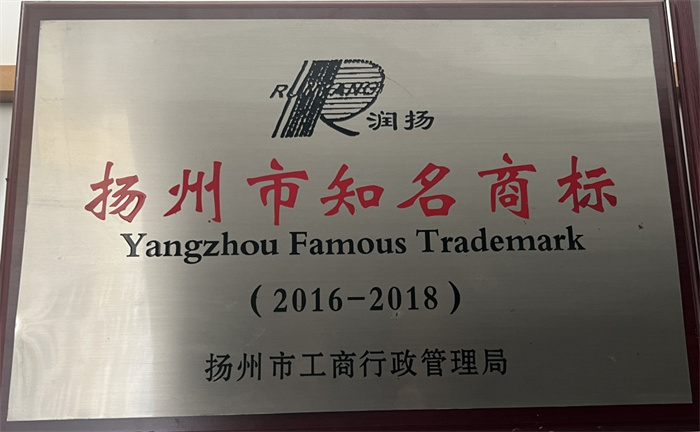 RUNYANG
润扬
扬州市知名商标
Yangzhou Famous Trademark
(2016-2018)
扬州市工商行政管理局